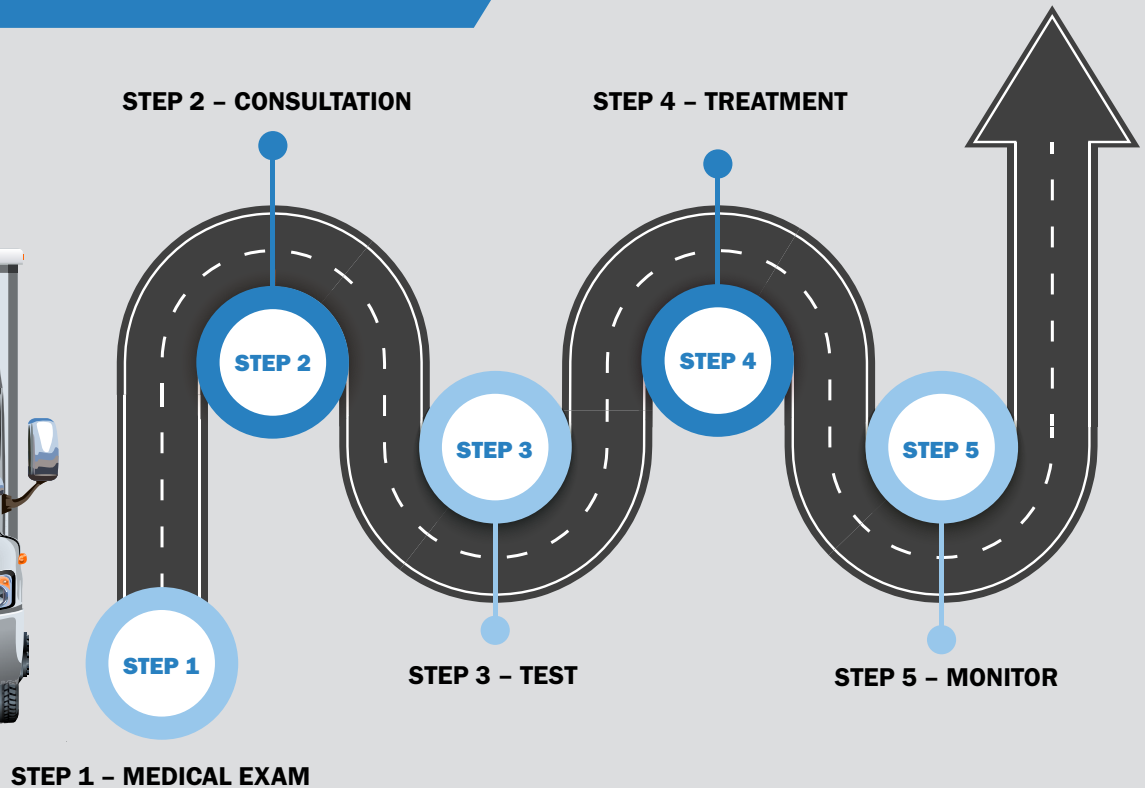 STEP 2 – CONSULTATION
STEP 4 – TREATMENT
STEP 2
STEP 4
STEP 3
STEP 5
STEP 1
STEP 3 – TEST
STEP 5 – MONITOR
STEP 1 – MEDICAL EXAM